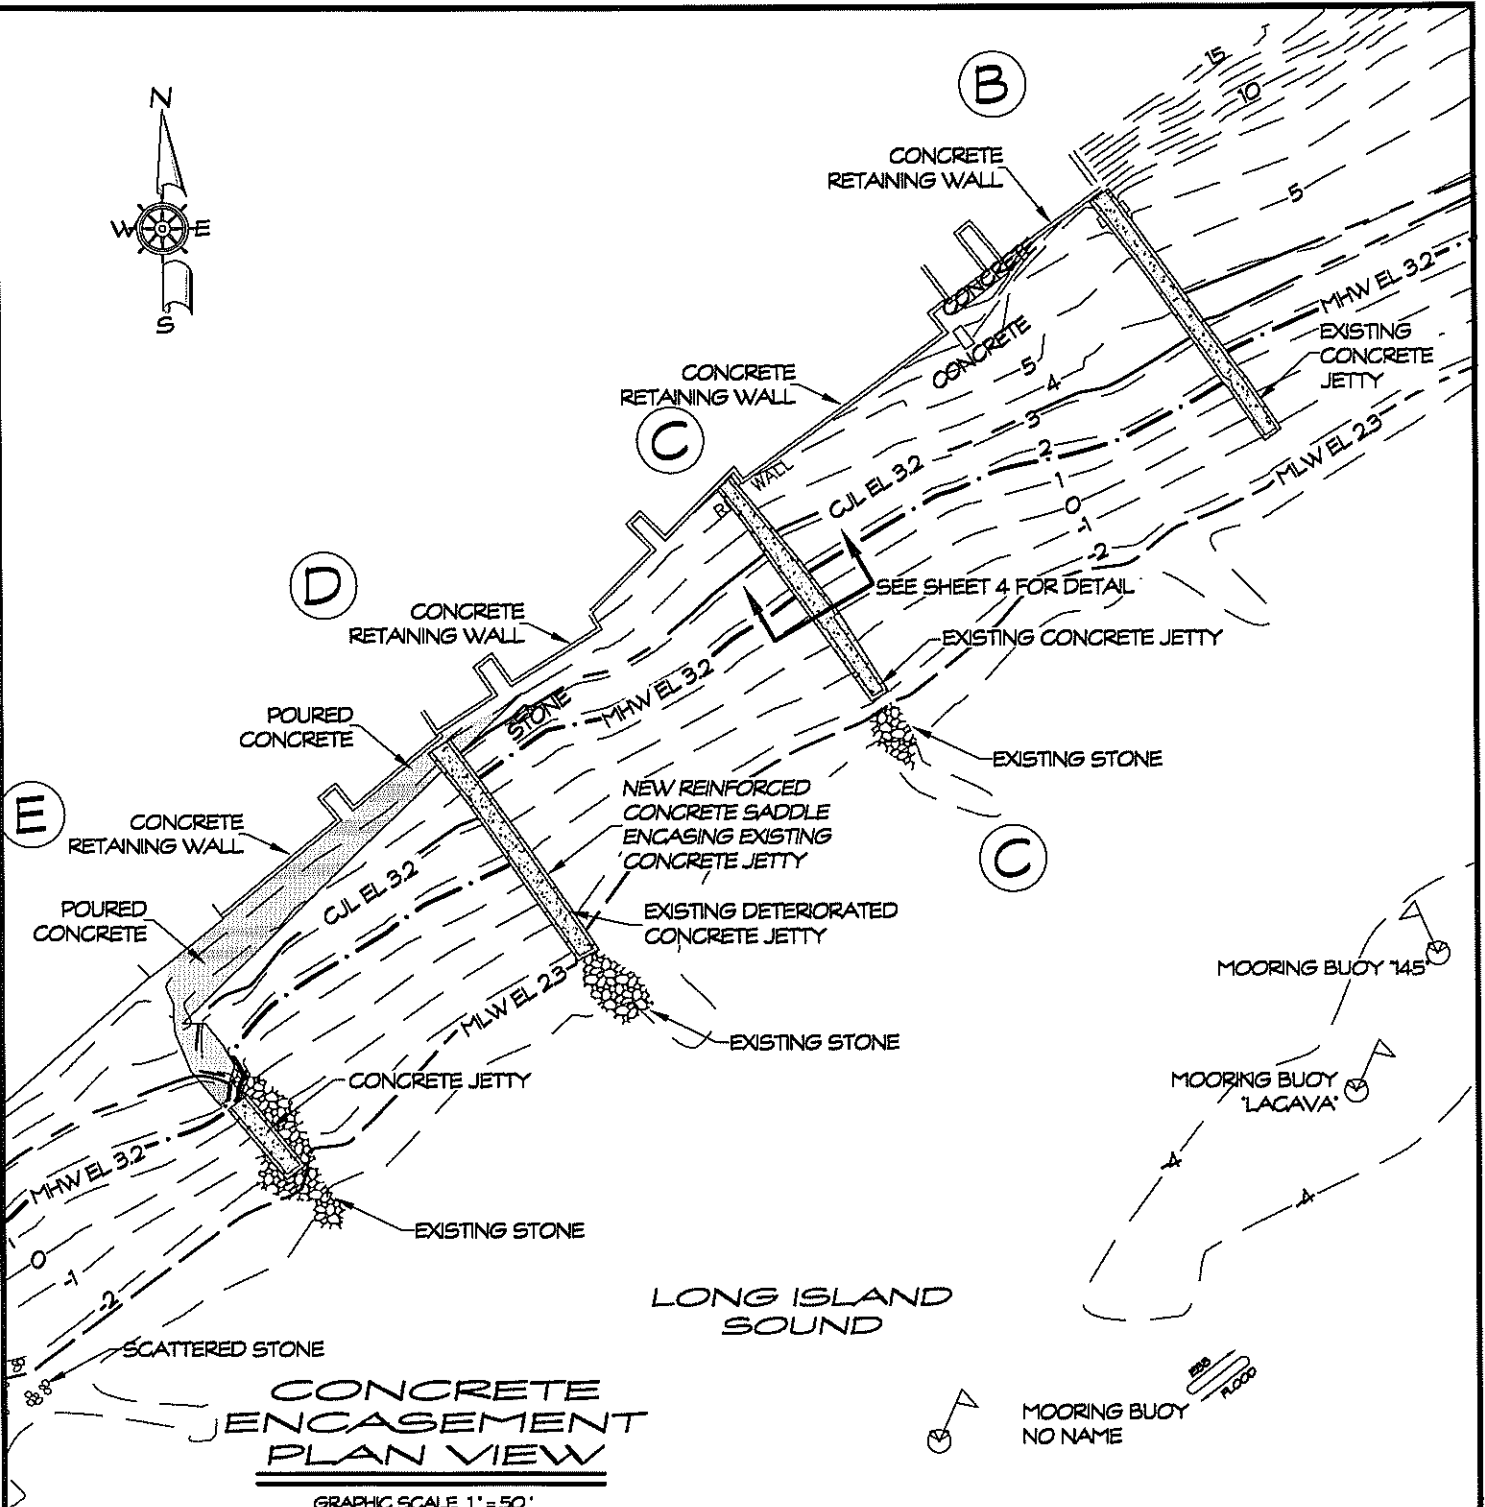 B
15
10
N
CONCRETE
RETAINING WALL
5
W
E
S
CONCRETE
MHW EL 3.2
EXISTING
CONCRETE
JETTY
CONCRETE
5
4
CONCRETE
RETAINING WALL
C
3
2
WALL
CJL EL 3.2
1
0
-1
-2
MLW EL 2.3
D
SEE SHEET 4 FOR DETAIL
CONCRETE
RETAINING WALL
EXISTING CONCRETE JETTY
MHW EL 3.2
STONE
POURED
CONCRETE
EXISTING STONE
E
CONCRETE
RETAINING WALL
NEW REINFORCED
CONCRETE SADDLE
ENCASING EXISTING
CONCRETE JETTY
C
CJL EL 3.2
POURED
CONCRETE
EXISTING DETERIORATED
CONCRETE JETTY
MOORING BUOY "145"
MLW EL 2.3
EXISTING STONE
CONCRETE JETTY
MOORING BUOY
"LACAVA"
MHW EL 3.2
-4
-4
EXISTING STONE
0
-1
-2
LONG ISLAND
SOUND
SCATTERED STONE
EBB
FLOOD
CONCRETE
ENCASEMENT
PLAN VIEW
MOORING BUOY
NO NAME
GRAPHIC SCALE 1"=50'